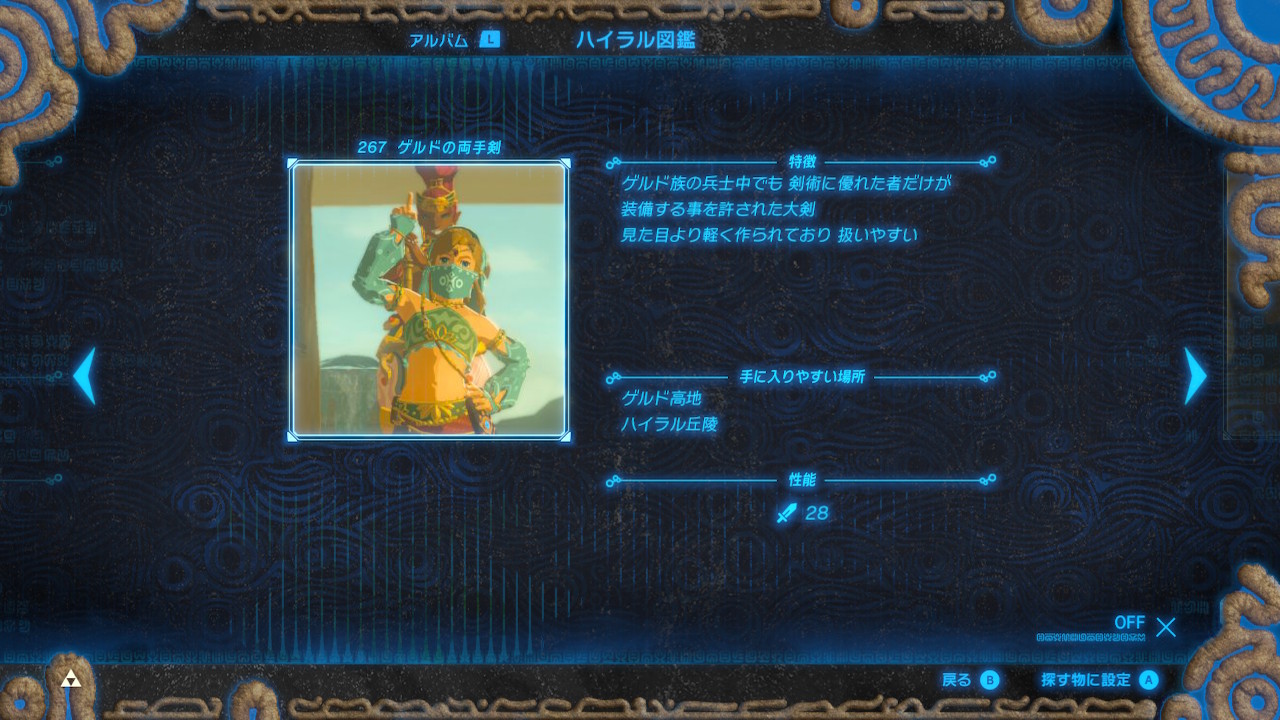 アルバム L
ハイラル図鑑
267 ゲルドの両手剣
特徴
ゲルド族の兵士中でも 剣術に優れた者だけが
装備する事を許された大剣
見た目より軽く作られており 扱いやすい
手に入りやすい場所
ゲルド高地
ハイラル丘陵
性能
28
OFF
戻る B
探す物に設定 A